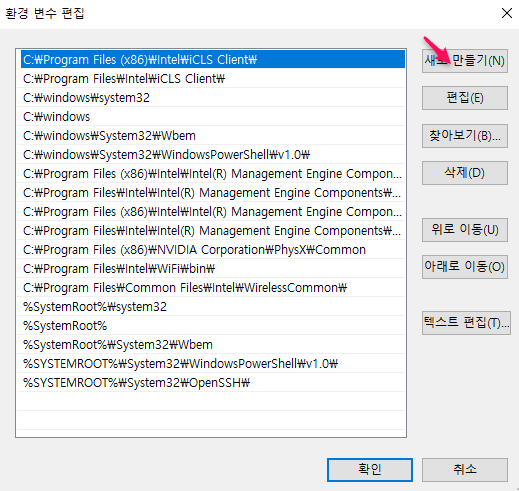 환경 변수 편집
C:₩Program Files (x86)₩Intel₩iCLS Client₩
C:₩Program Files₩Intel₩iCLS Client₩
C:₩windows₩system32
C:₩windows
C:₩windows₩System32₩Wbem
C:₩windows₩System32₩WindowsPowerShell₩v1.0₩
C:₩Program Files (x86)₩Intel₩Intel(R) Management Engine Compon...
C:₩Program Files₩Intel₩Intel(R) Management Engine Components₩...
C:₩Program Files (x86)₩Intel₩Intel(R) Management Engine Compon...
C:₩Program Files₩Intel₩Intel(R) Management Engine Components₩...
C:₩Program Files (x86)₩NVIDIA Corporation₩PhysX₩Common
C:₩Program Files₩Intel₩WiFi₩bin₩
C:₩Program Files₩Common Files₩Intel₩WirelessCommon₩
%SystemRoot%₩system32
%SystemRoot%
%SystemRoot%₩System32₩Wbem
%SYSTEMROOT%₩System32₩WindowsPowerShell₩v1.0₩
%SYSTEMROOT%₩System32₩OpenSSH₩
새로 만들기(N)
편집(E)
찾아보기(B)...
삭제(D)
위로 이동(U)
아래로 이동(O)
텍스트 편집(T)...
확인
취소